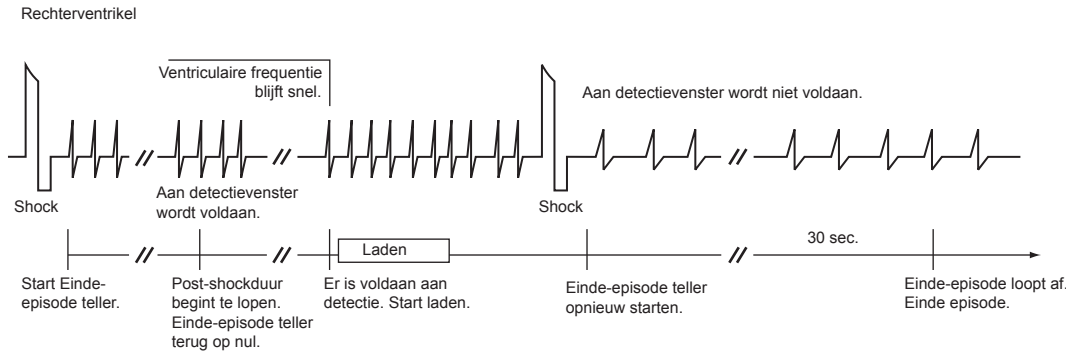 Rechterventrikel
Ventriculaire frequentie
blijft snel.
Aan detectievenster wordt niet voldaan.
Shock
Aan detectievenster
wordt voldaan.
Shock
Laden
30 sec.
Start Einde-
episode teller.
Post-shockduur
begint te lopen.
Einde-episode teller
terug op nul.
Er is voldaan aan
detectie. Start laden.
Einde-episode teller
opnieuw starten.
Einde-episode loopt af.
Einde episode.